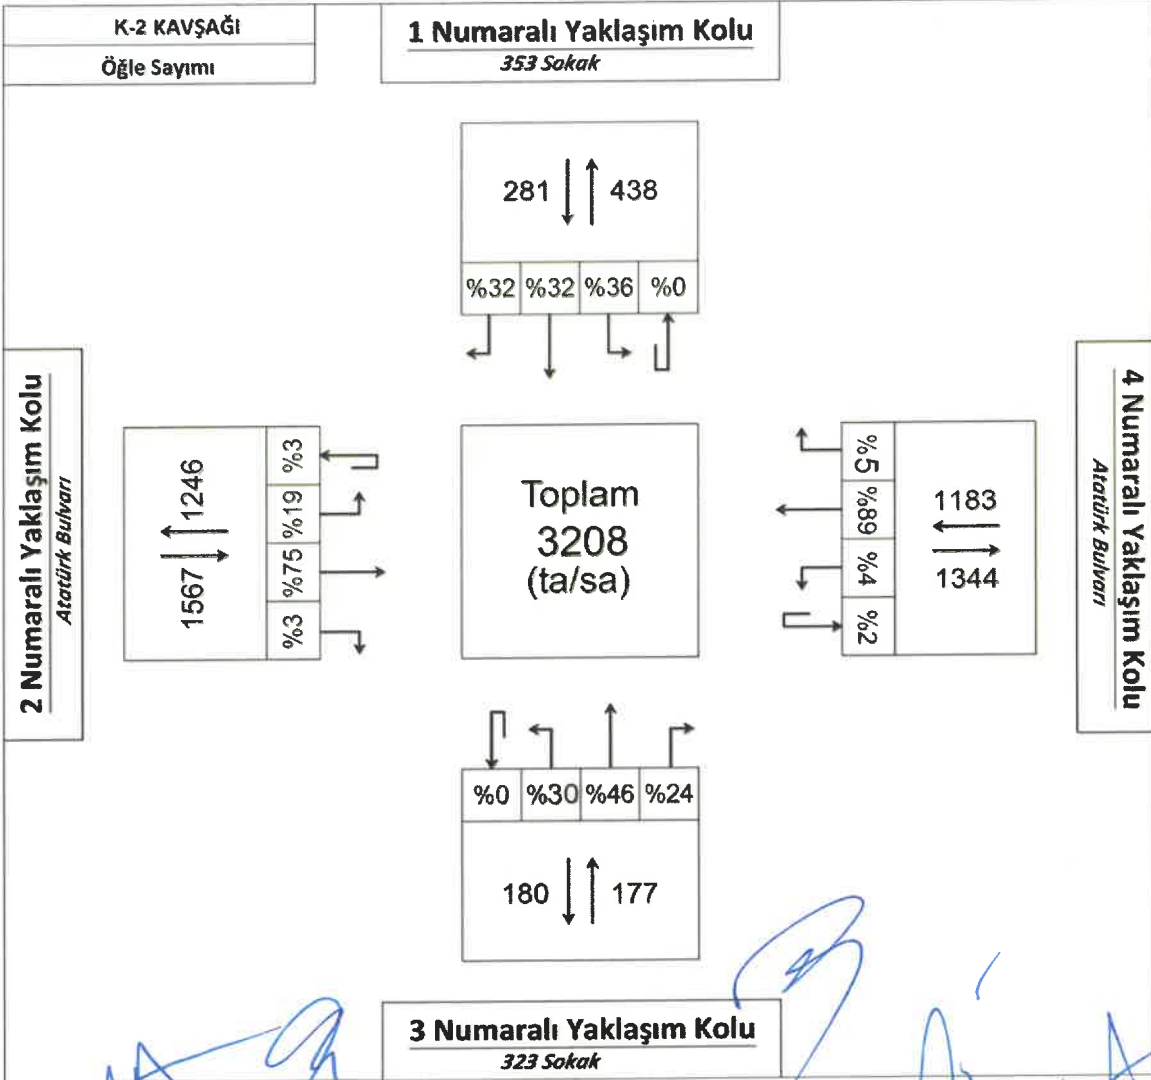 K-2 KAVŞAĞI
Öğle Sayımı
1 Numaralı Yaklaşım Kolu
353 Sokak
281 438
%32 %32 %36 %0
2 Numaralı Yaklaşım Kolu
Atatürk Bulvarı
1246
1567
%3
%19
%75
%3
Toplam
3208
(ta/sa)
%5
%89
%4
%2
1183
1344
4 Numaralı Yaklaşım Kolu
Atatürk Bulvarı
%0 %30 %46 %24
180 177
3 Numaralı Yaklaşım Kolu
323 Sokak